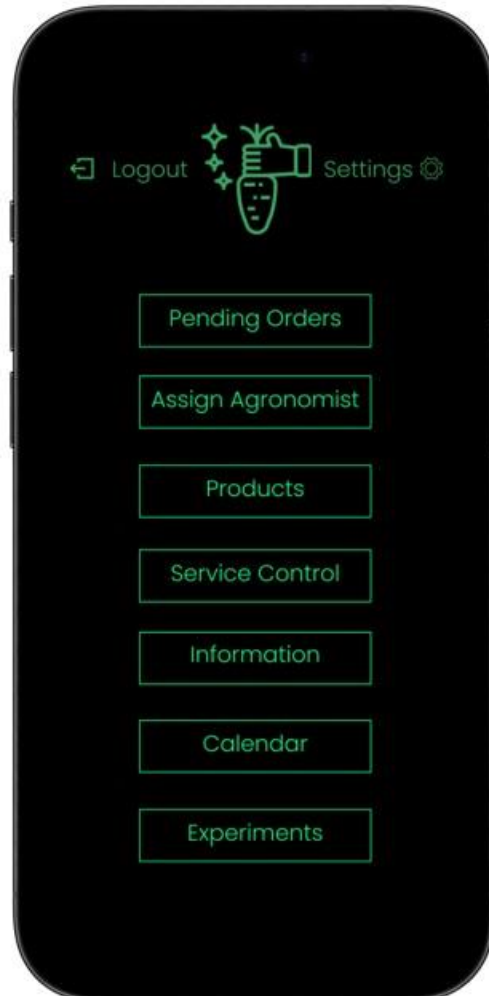 Logout
Settings
Pending Orders
Assign Agronomist
Products
Service Control
Information
Calendar
Experiments